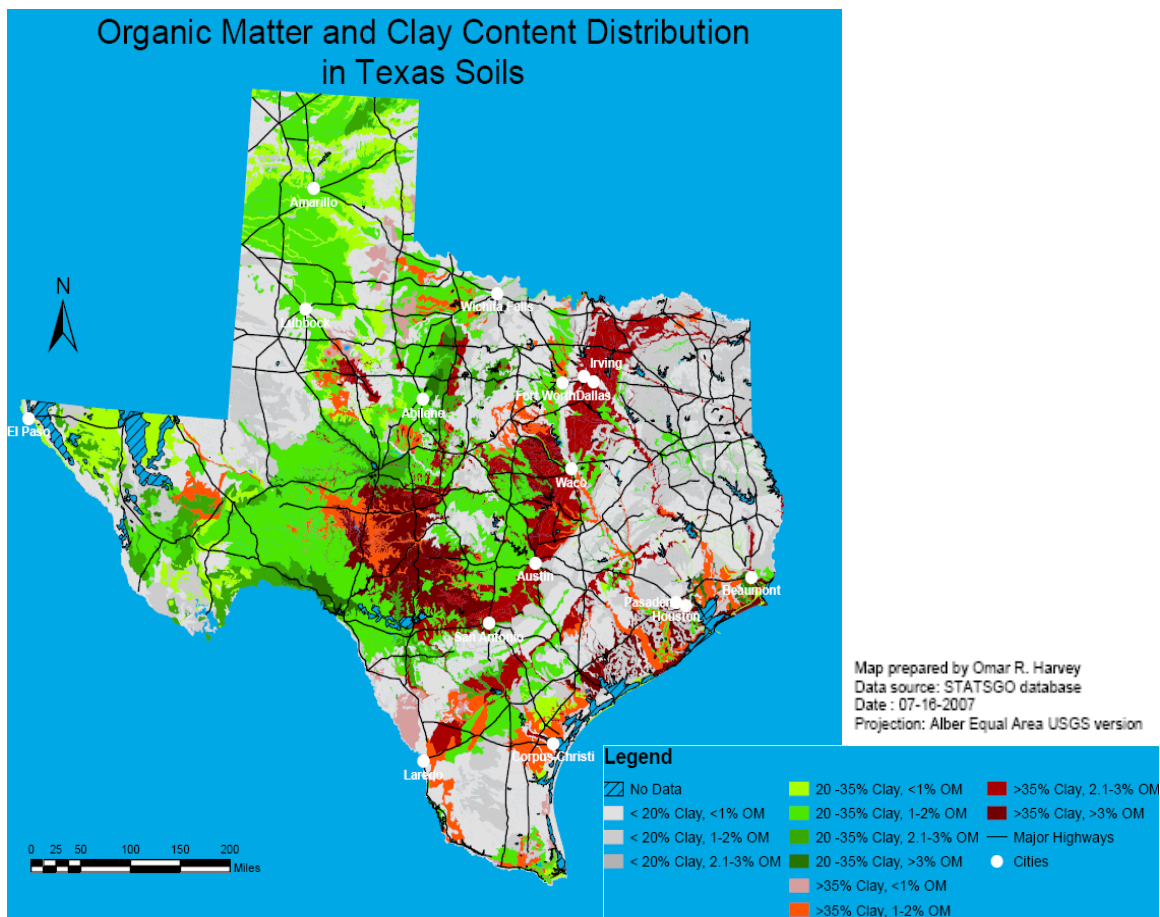 Organic Matter and Clay Content Distribution
in Texas Soils
N
Amarillo
Wichita Falls
Lubbock
Irving
Fort Worth
Dallas
Abilene
El Paso
Waco
Austin
Beaumont
Pasadena
Houston
San Antonio
Corpus Christi
Laredo
Map prepared by Omar R. Harvey
Data source: STATSGO database
Date : 07-16-2007
Projection: Alber Equal Area USGS version
Legend
No Data
< 20% Clay, <1% OM
< 20% Clay, 1-2% OM
< 20% Clay, 2.1-3% OM
20 -35% Clay, <1% OM
20 -35% Clay, 1-2% OM
20 -35% Clay, 2.1-3% OM
20 -35% Clay, >3% OM
>35% Clay, <1% OM
>35% Clay, 1-2% OM
>35% Clay, 2.1-3% OM
>35% Clay, >3% OM
Major Highways
Cities
0 25 50 100 150 200
Miles